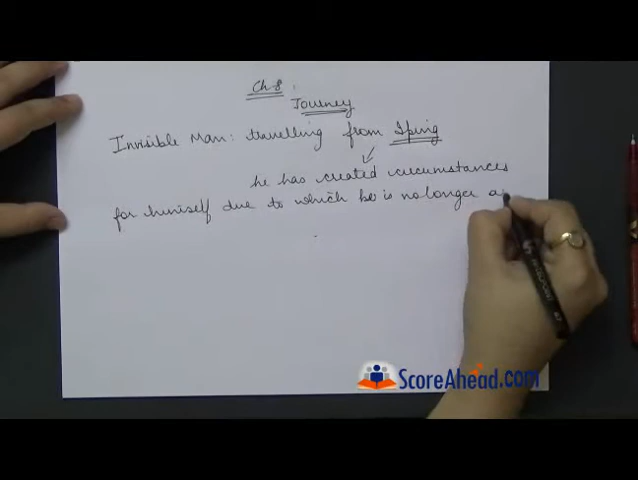 Ch-8
Journey
Invisible Man: travelling from Iping
he has created circumstances
for himself due to which he is no longer a
ScoreAhead.com